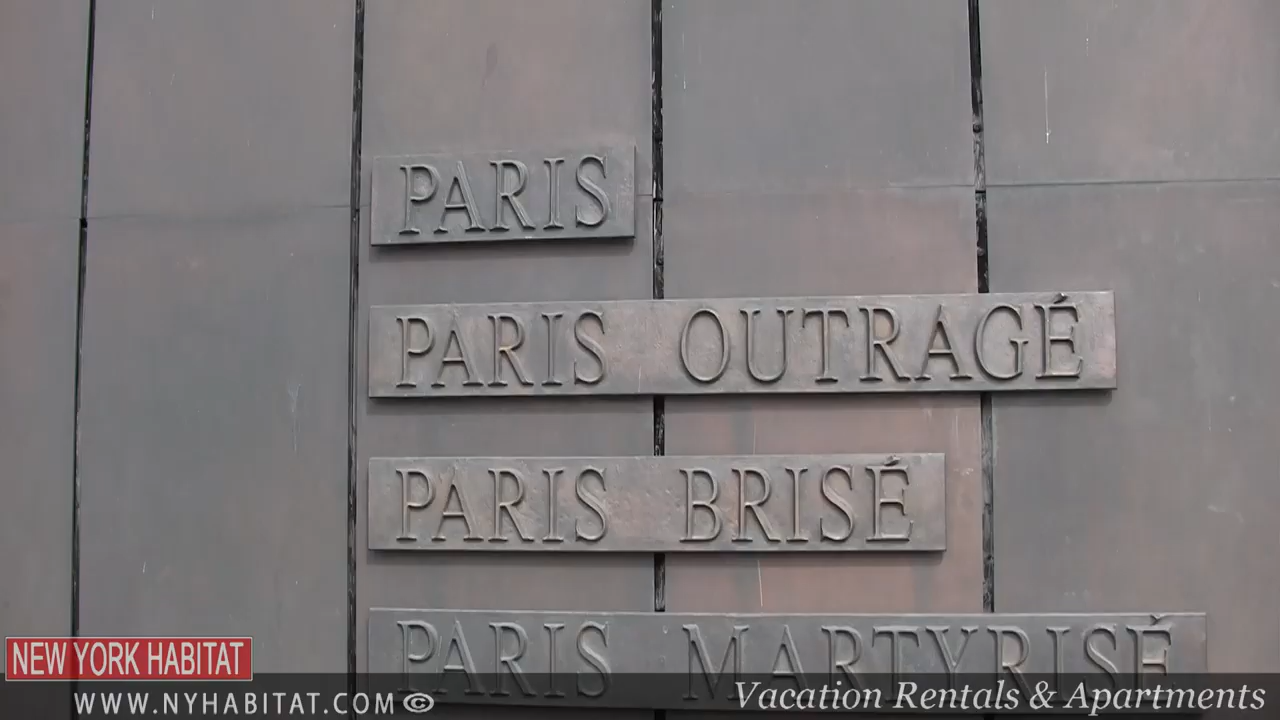 PARIS
PARIS OUTRAGÉ
PARIS BRISÉ
PARIS MARTYRISÉ
NEW YORK HABITAT
WWW.NYHABITAT.COM ©
Vacation Rentals & Apartments